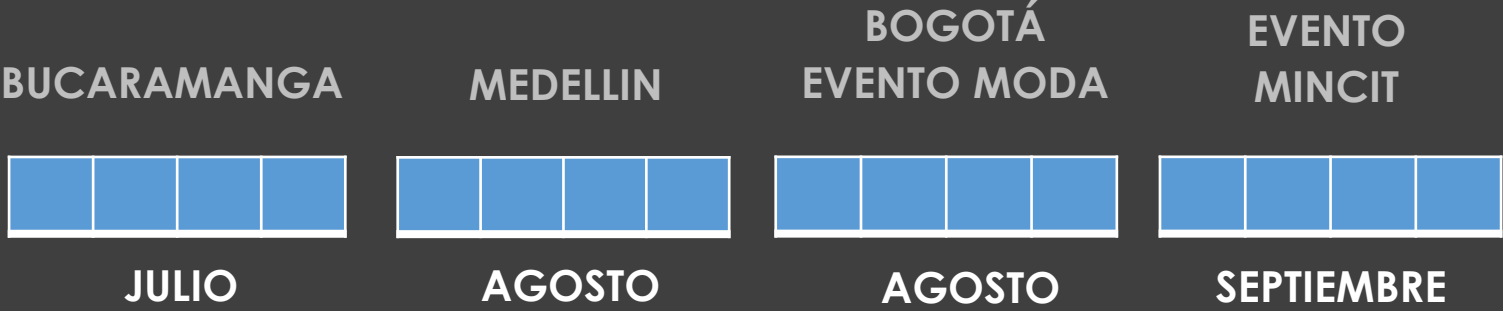 BUCARAMANGA
MEDELLIN
BOGOTÁ
EVENTO MODA
EVENTO
MINCIT
JULIO
AGOSTO
AGOSTO
SEPTIEMBRE